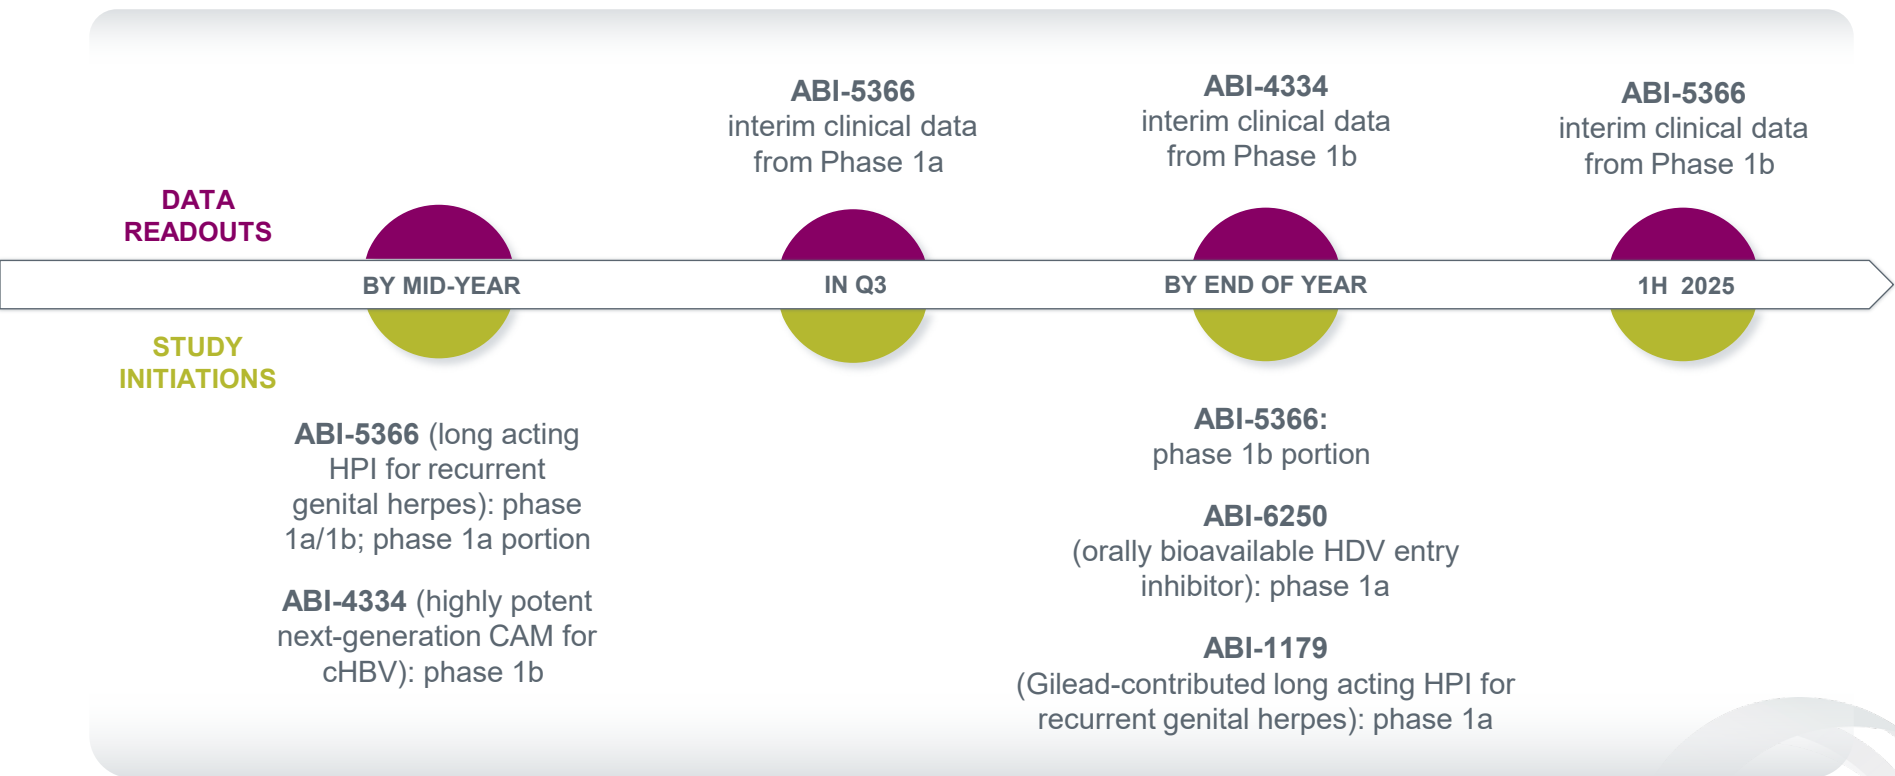 ABI-5366
interim clinical data
from Phase 1a
ABI-4334
interim clinical data
from Phase 1b
ABI-5366
interim clinical data
from Phase 1b
DATA
READOUTS
BY MID-YEAR
IN Q3
BY END OF YEAR
1H 2025
STUDY
INITIATIONS
ABI-5366 (long acting
HPI for recurrent
genital herpes): phase
1a/1b; phase 1a portion
ABI-4334 (highly potent
next-generation CAM for
cHBV): phase 1b
ABI-5366:
phase 1b portion
ABI-6250
(orally bioavailable HDV entry
inhibitor): phase 1a
ABI-1179
(Gilead-contributed long acting HPI for
recurrent genital herpes): phase 1a